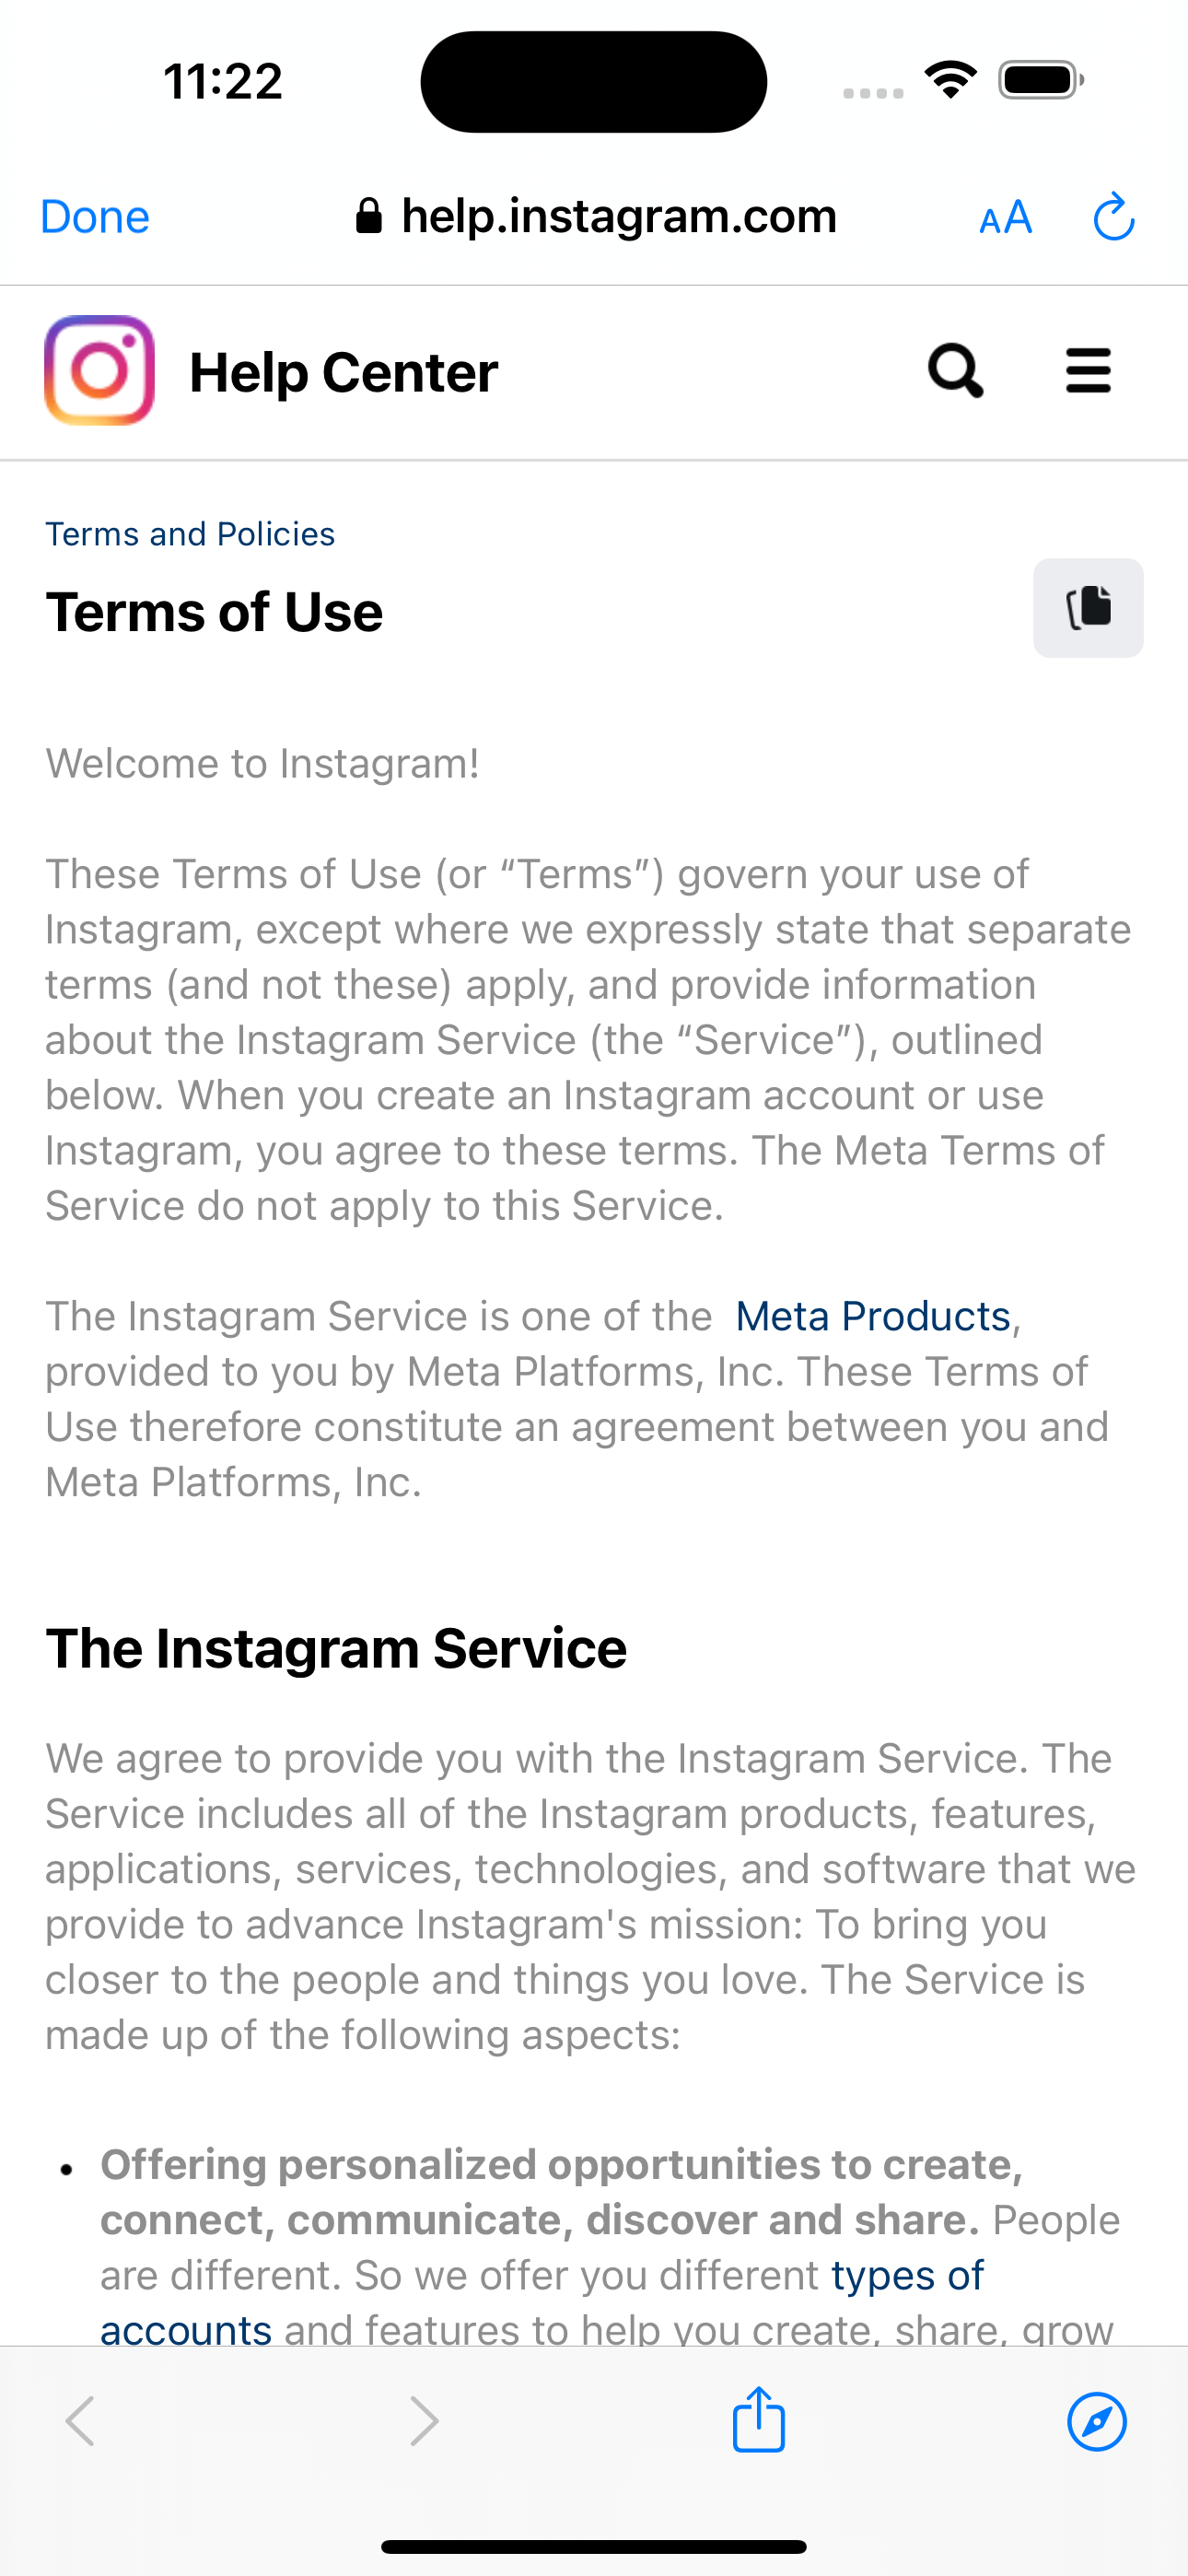 11:22
Done
help.instagram.com
AA
Help Center
Terms and Policies
Terms of Use
Welcome to Instagram!
These Terms of Use (or “Terms”) govern your use of
Instagram, except where we expressly state that separate
terms (and not these) apply, and provide information
about the Instagram Service (the “Service”), outlined
below. When you create an Instagram account or use
Instagram, you agree to these terms. The Meta Terms of
Service do not apply to this Service.
The Instagram Service is one of the Meta Products,
provided to you by Meta Platforms, Inc. These Terms of
Use therefore constitute an agreement between you and
Meta Platforms, Inc.
The Instagram Service
We agree to provide you with the Instagram Service. The
Service includes all of the Instagram products, features,
applications, services, technologies, and software that we
provide to advance Instagram's mission: To bring you
closer to the people and things you love. The Service is
made up of the following aspects:
• Offering personalized opportunities to create,
connect, communicate, discover and share. People
are different. So we offer you different types of
accounts and features to help you create, share, grow